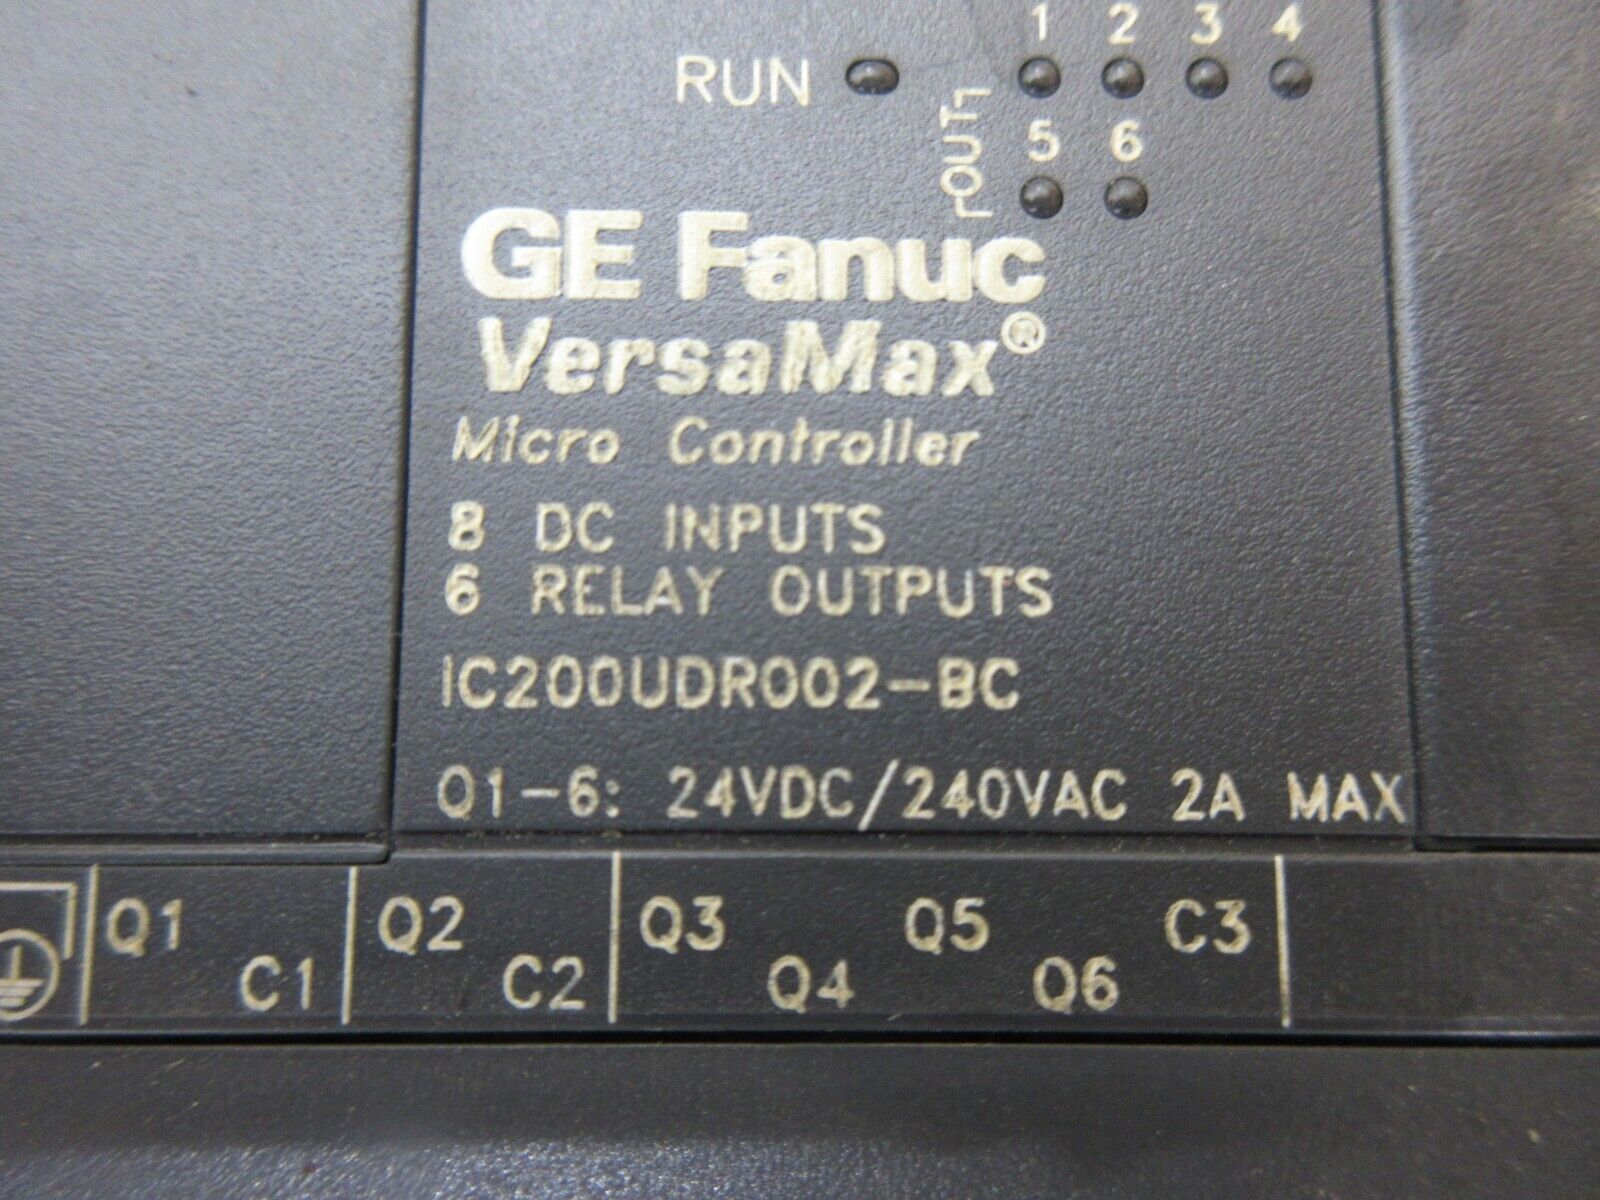 1 2 3 4
RUN
OUT
5 6
GE Fanuc
VersaMax®
Micro Controller
8 DC INPUTS
6 RELAY OUTPUTS
IC200UDR002-BC
Q1-6: 24VDC/240VAC 2A MAX
Q1 Q2 Q3 Q5 C3
C1 C2 Q4 Q6